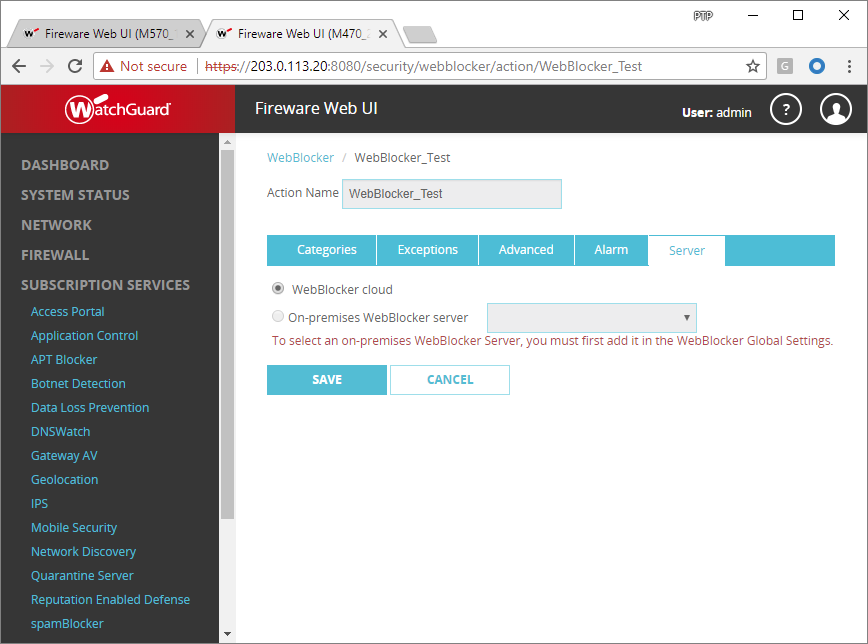 PTP
Fireware Web UI (M570_
Fireware Web UI (M470_
Not secure https://203.0.113.20:8080/security/webblocker/action/WebBlocker_Test
G
WatchGuard
Fireware Web UI
User: admin
?
DASHBOARD
SYSTEM STATUS
NETWORK
FIREWALL
SUBSCRIPTION SERVICES
Access Portal
Application Control
APT Blocker
Botnet Detection
Data Loss Prevention
DNSWatch
Gateway AV
Geolocation
IPS
Mobile Security
Network Discovery
Quarantine Server
Reputation Enabled Defense
spamBlocker
WebBlocker / WebBlocker_Test
Action Name WebBlocker_Test
Categories Exceptions Advanced Alarm Server
WebBlocker cloud
On-premises WebBlocker server
To select an on-premises WebBlocker Server, you must first add it in the WebBlocker Global Settings.
SAVE CANCEL